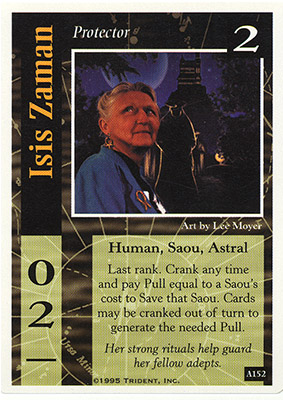 Protector
2
Isis Zaman
Art by Lee Moyer
0
2
—
Human, Saou, Astral
Last rank. Crank any time
and pay Pull equal to a Saou's
cost to Save that Saou. Cards
may be cranked out of turn to
generate the needed Pull.
Her strong rituals help guard
her fellow adepts.
Ursa Min
©1995 TRIDENT, INC.
A152